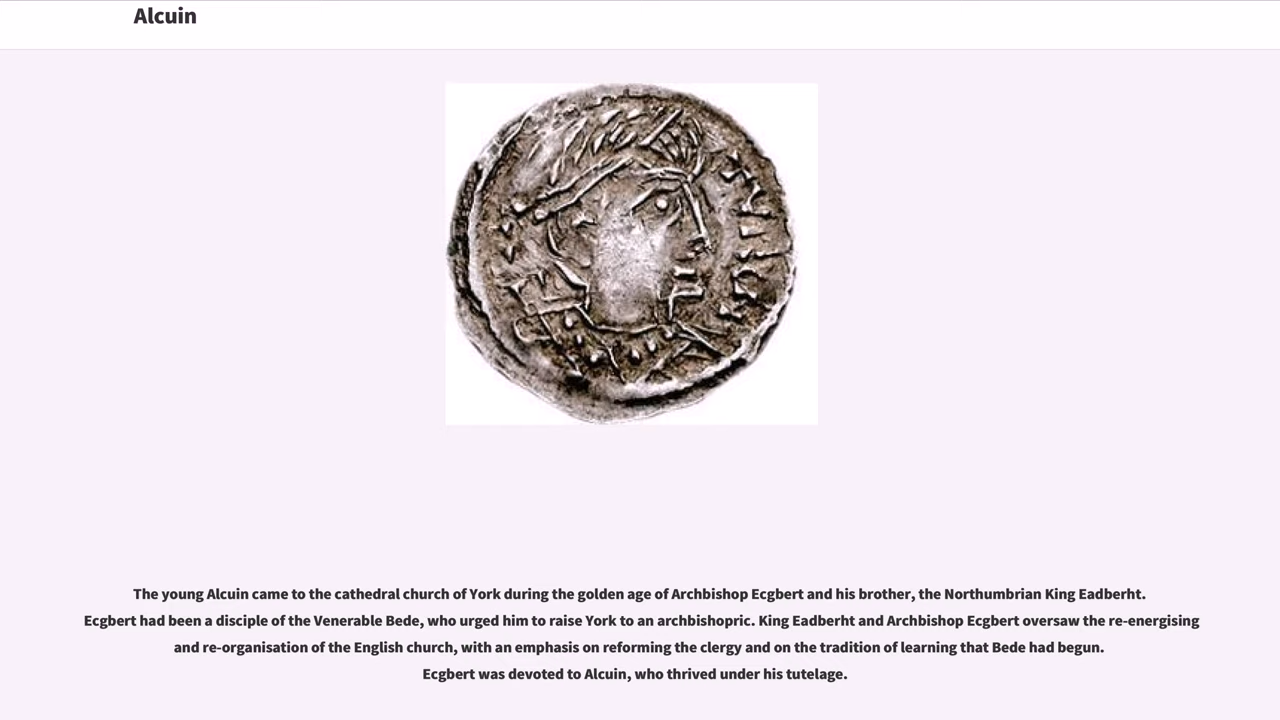 Alcuin
The young Alcuin came to the cathedral church of York during the golden age of Archbishop Ecgbert and his brother, the Northumbrian King Eadberht.
Ecgbert had been a disciple of the Venerable Bede, who urged him to raise York to an archbishopric. King Eadberht and Archbishop Ecgbert oversaw the re-energising
and re-organisation of the English church, with an emphasis on reforming the clergy and on the tradition of learning that Bede had begun.
Ecgbert was devoted to Alcuin, who thrived under his tutelage.